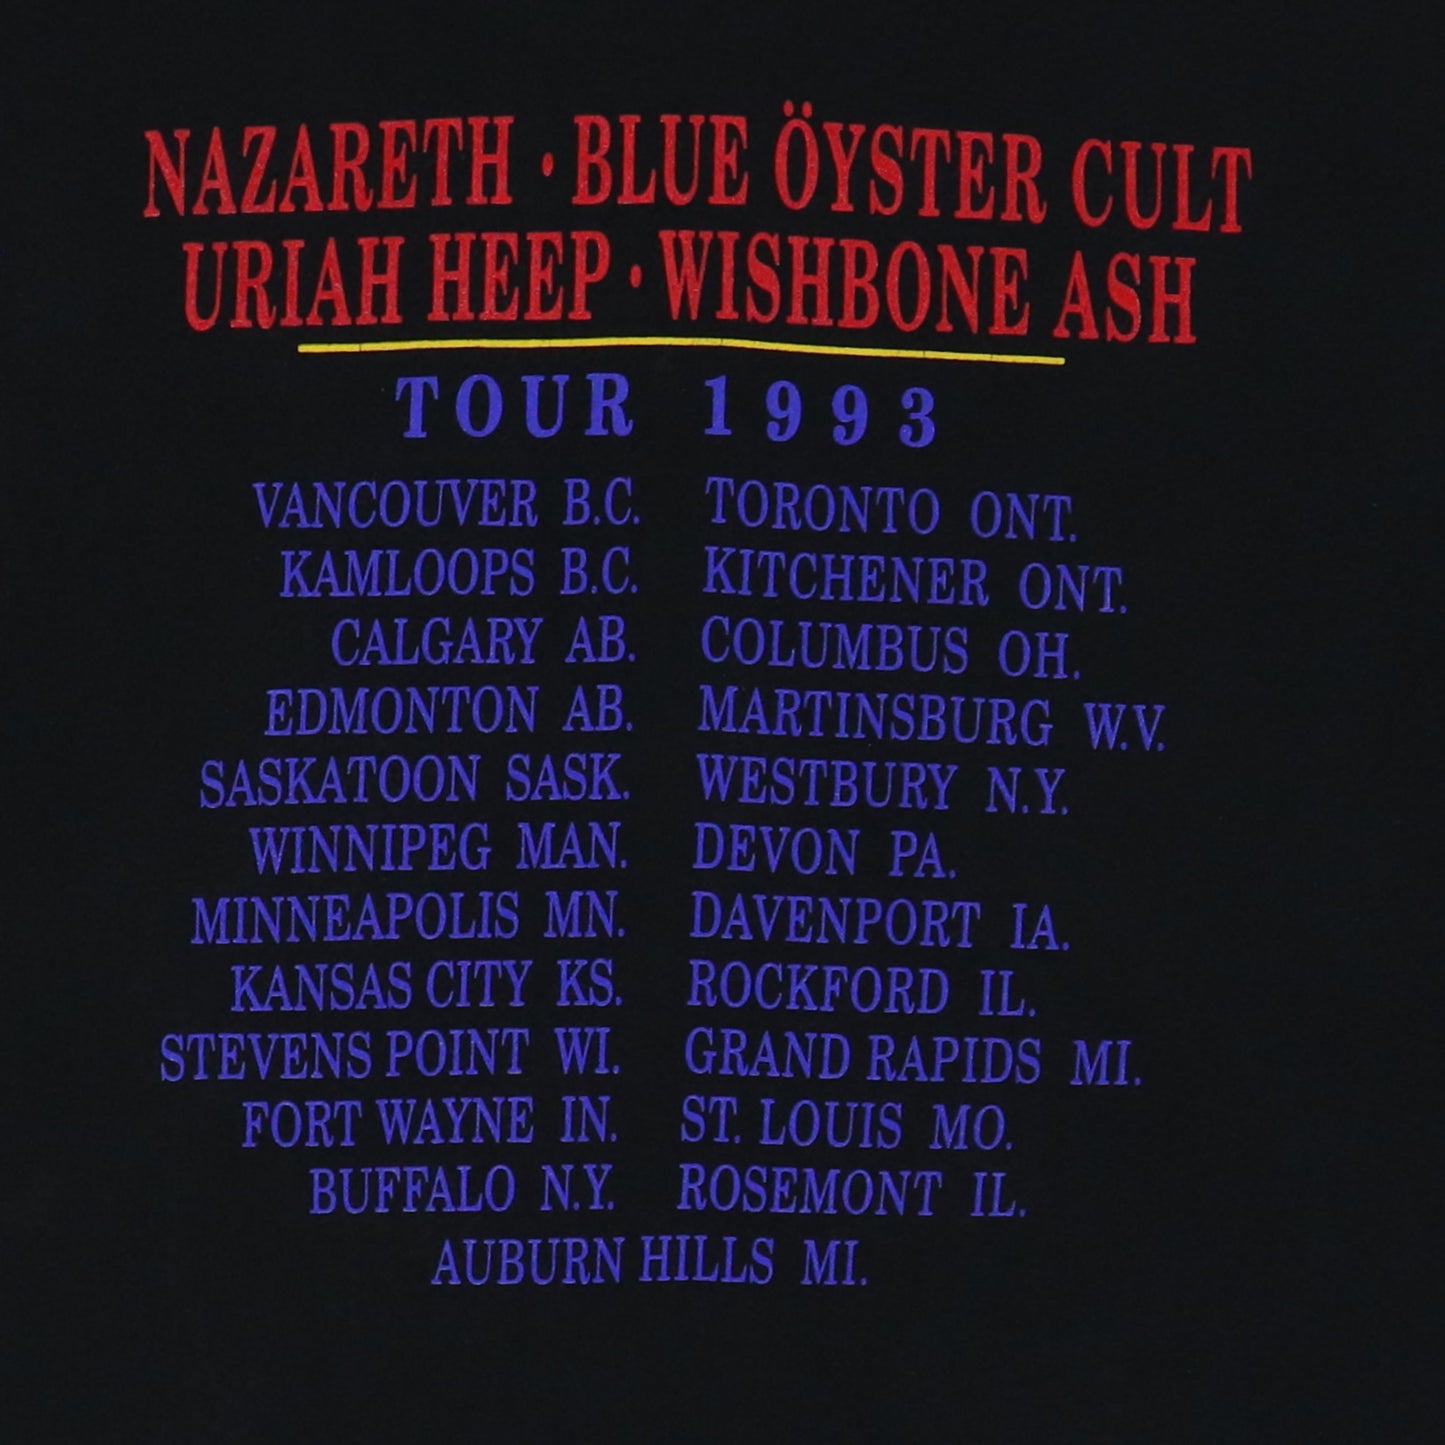 NAZARETH · BLUE ÖYSTER CULT
URIAH HEEP · WISHBONE ASH
TOUR 1993
VANCOUVER B.C. TORONTO ONT.
KAMLOOPS B.C. KITCHENER ONT.
CALGARY AB. COLUMBUS OH.
EDMONTON AB. MARTINSBURG W.V.
SASKATOON SASK. WESTBURY N.Y.
WINNIPEG MAN. DEVON PA.
MINNEAPOLIS MN. DAVENPORT IA.
KANSAS CITY KS. ROCKFORD IL.
STEVENS POINT WI. GRAND RAPIDS MI.
FORT WAYNE IN. ST. LOUIS MO.
BUFFALO N.Y. ROSEMONT IL.
AUBURN HILLS MI.